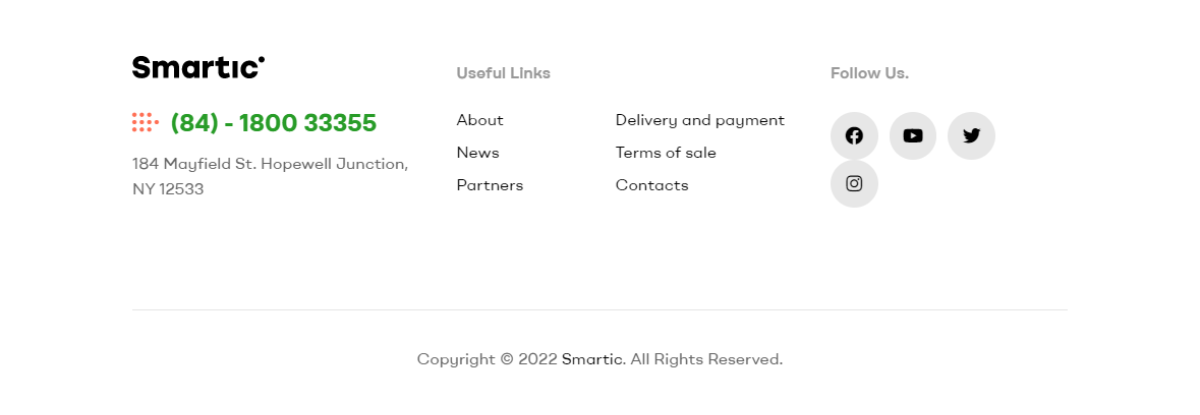 Smartic
(84) - 1800 33355
184 Mayfield St. Hopewell Junction,
NY 12533
Useful Links
About
News
Partners
Delivery and payment
Terms of sale
Contacts
Follow Us.
Copyright © 2022 Smartic. All Rights Reserved.